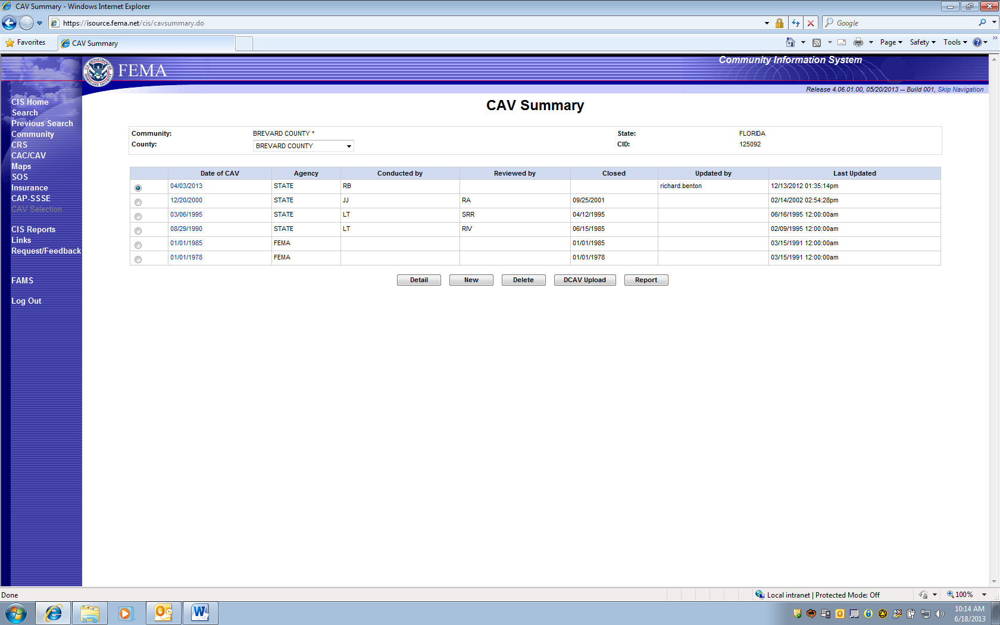 CAV Summary - Windows Internet Explorer
https://isource.fema.net/cis/cavsummary.do
Google
Favorites
CAV Summary
Page
Safety
Tools
FEMA
Community Information System
Release 4.06.01.00, 05/20/2013 -- Build 001, Skip Navigation
CIS Home
Search
Previous Search
Community
CRS
CAC/CAV
Maps
SOS
Insurance
CAP-SSSE
CAV Selection
CIS Reports
Links
Request/Feedback
FAMS
Log Out
CAV Summary
Community: BREVARD COUNTY * State: FLORIDA
County: BREVARD COUNTY CID: 125092
Date of CAV Agency Conducted by Reviewed by Closed Updated by Last Updated
04/03/2013 STATE RB richard.benton 12/13/2012 01:35:14pm
12/20/2000 STATE JJ RA 09/25/2001 02/14/2002 02:54:28pm
03/06/1995 STATE LT SRR 04/12/1995 06/16/1995 12:00:00am
08/29/1990 STATE LT RIV 06/15/1985 02/09/1995 12:00:00am
01/01/1985 FEMA 01/01/1985 03/15/1991 12:00:00am
01/01/1978 FEMA 01/01/1978 03/15/1991 12:00:00am
Detail New Delete DCAV Upload Report
Done
Local intranet | Protected Mode: Off
100%
10:14 AM
6/18/2013